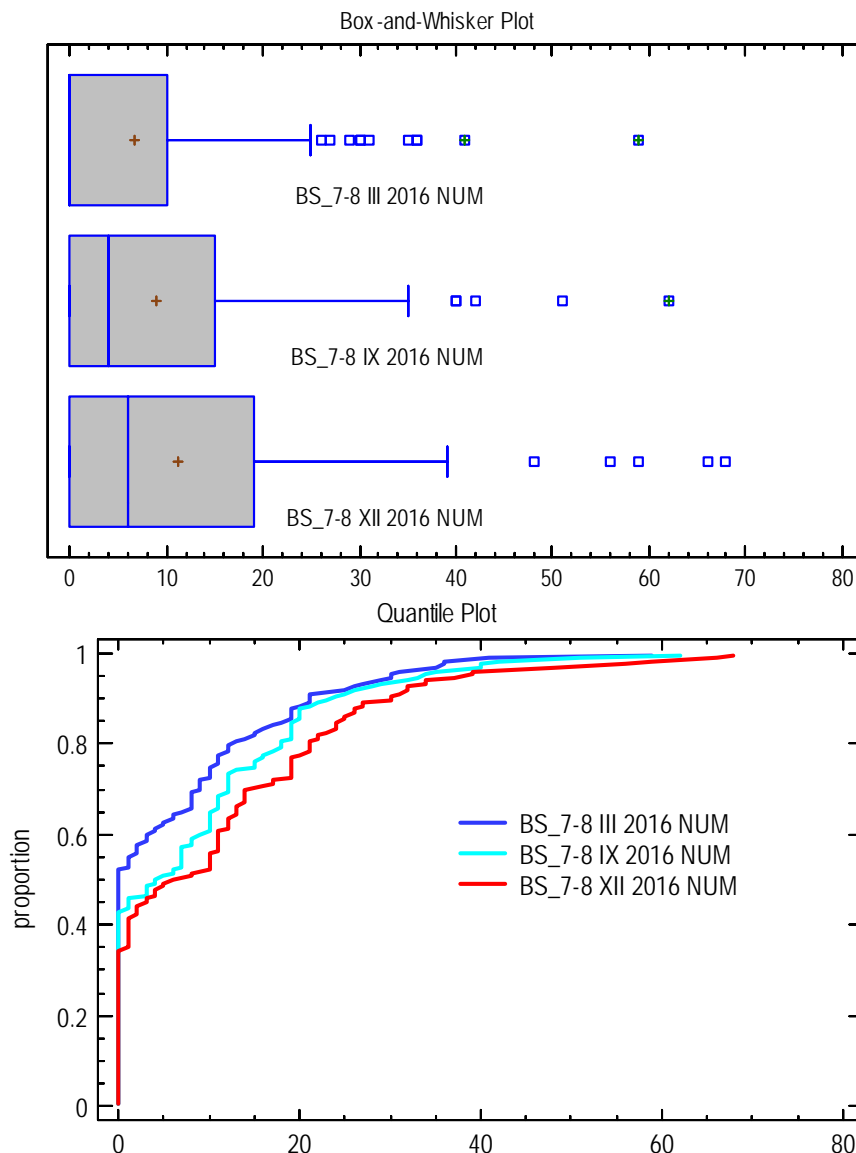 Box-and-Whisker Plot
BS_7-8 III 2016 NUM
BS_7-8 IX 2016 NUM
BS_7-8 XII 2016 NUM
0 10 20 30 40 50 60 70 80
Quantile Plot
1
0.8
0.6
0.4
0.2
0
proportion
BS_7-8 III 2016 NUM
BS_7-8 IX 2016 NUM
BS_7-8 XII 2016 NUM
0 20 40 60 80